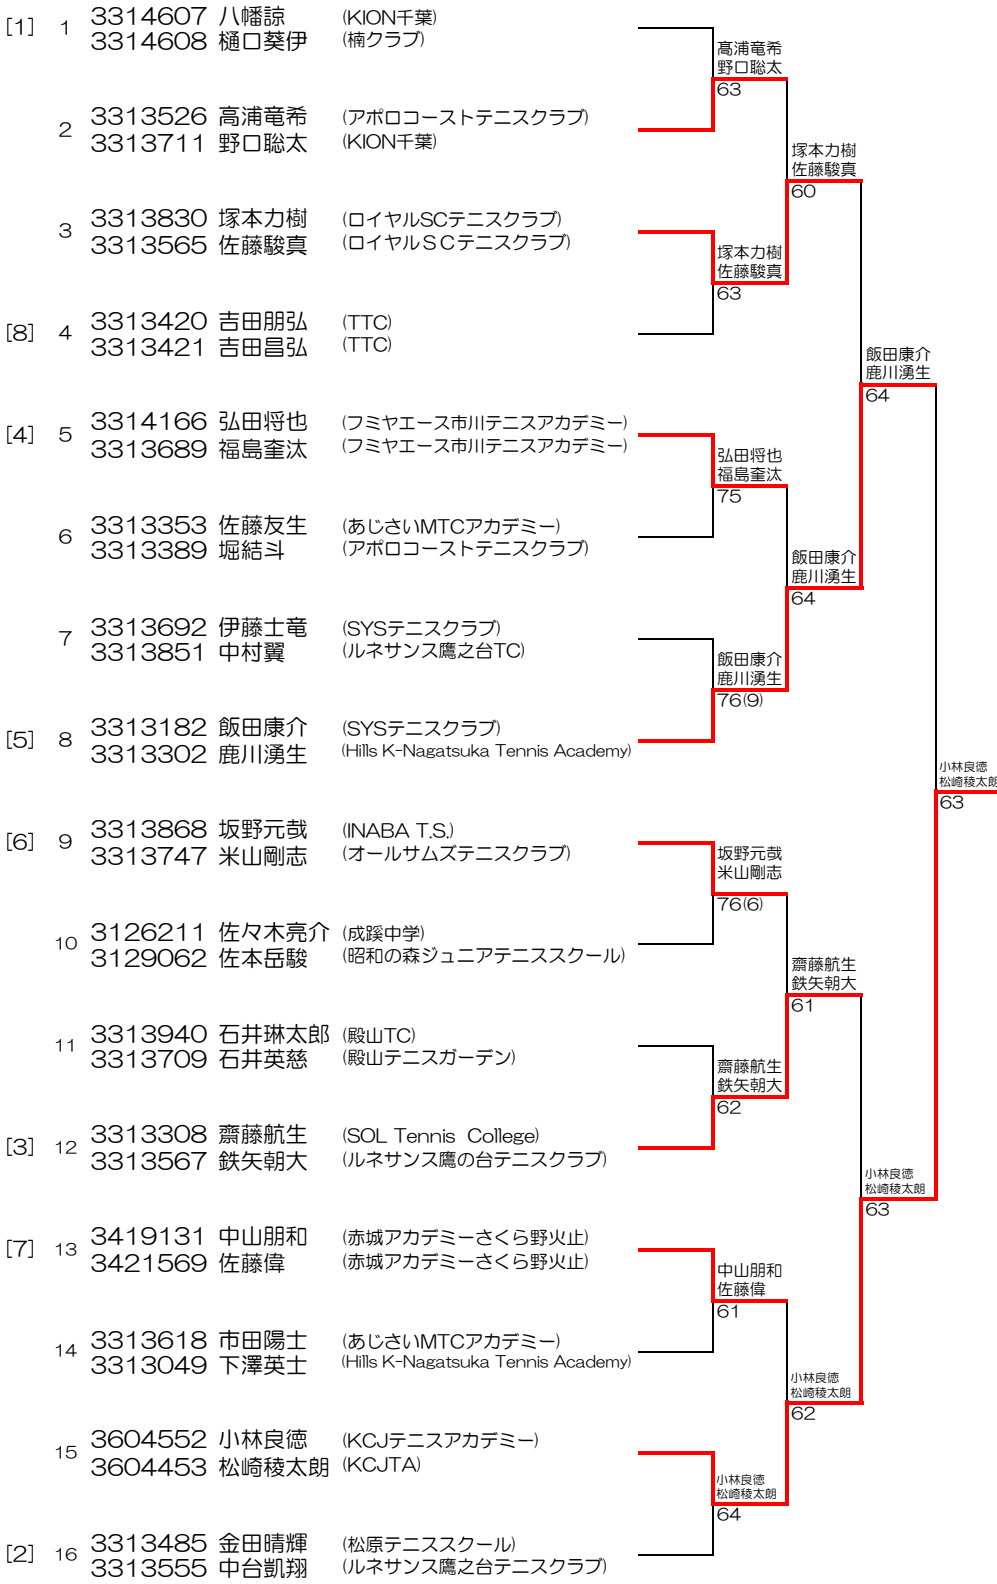 [1] 1 3314607 八幡諒 (KION千葉)
3314608 樋口葵伊 (楠クラブ)
髙浦竜希
野口聡太
63
2 3313526 髙浦竜希 (アポロコーストテニスクラブ)
3313711 野口聡太 (KION千葉)
塚本力樹
佐藤駿真
60
3 3313830 塚本力樹 (ロイヤルSCテニスクラブ)
3313565 佐藤駿真 (ロイヤルＳＣテニスクラブ)
塚本力樹
佐藤駿真
63
[8] 4 3313420 吉田朋弘 (TTC)
3313421 吉田昌弘 (TTC)
飯田康介
鹿川湧生
64
[4] 5 3314166 弘田将也 (フミヤエース市川テニスアカデミー)
3313689 福島奎汰 (フミヤエース市川テニスアカデミー)
弘田将也
福島奎汰
75
6 3313353 佐藤友生 (あじさいMTCアカデミー)
3313389 堀結斗 (アポロコーストテニスクラブ)
飯田康介
鹿川湧生
64
7 3313692 伊藤士竜 (SYSテニスクラブ)
3313851 中村翼 (ルネサンス鷹之台TC)
飯田康介
鹿川湧生
76(9)
[5] 8 3313182 飯田康介 (SYSテニスクラブ)
3313302 鹿川湧生 (Hills K-Nagatsuka Tennis Academy)
小林良徳
松崎稜太朗
63
[6] 9 3313868 坂野元哉 (INABA T.S.)
3313747 米山剛志 (オールサムズテニスクラブ)
坂野元哉
米山剛志
76(6)
10 3126211 佐々木亮介 (成蹊中学)
3129062 佐本岳駿 (昭和の森ジュニアテニススクール)
齋藤航生
鉄矢朝大
61
11 3313940 石井琳太郎 (殿山TC)
3313709 石井英慈 (殿山テニスガーデン)
齋藤航生
鉄矢朝大
62
[3] 12 3313308 齋藤航生 (SOL Tennis College)
3313567 鉄矢朝大 (ルネサンス鷹の台テニスクラブ)
小林良徳
松崎稜太朗
63
[7] 13 3419131 中山朋和 (赤城アカデミーさくら野火止)
3421569 佐藤偉 (赤城アカデミーさくら野火止)
中山朋和
佐藤偉
61
14 3313618 市田陽士 (あじさいMTCアカデミー)
3313049 下澤英士 (Hills K-Nagatsuka Tennis Academy)
小林良徳
松崎稜太朗
62
15 3604552 小林良徳 (KCJテニスアカデミー)
3604453 松崎稜太朗 (KCJTA)
小林良徳
松崎稜太朗
64
[2] 16 3313485 金田晴輝 (松原テニススクール)
3313555 中台凱翔 (ルネサンス鷹之台テニスクラブ)